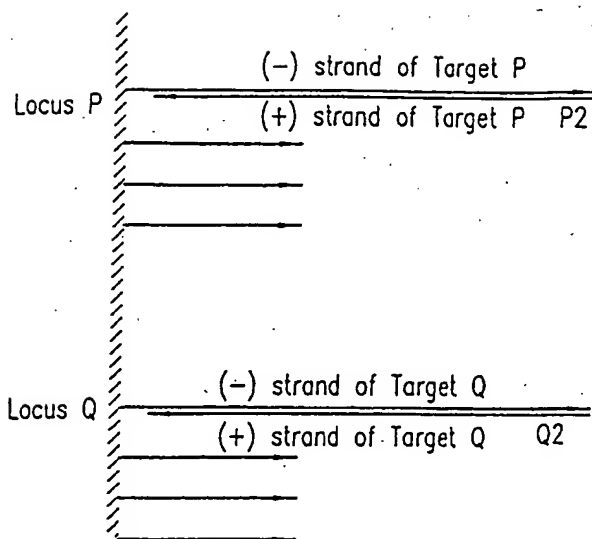 (-) strand of Target P
Locus P
(+) strand of Target P P2
(-) strand of Target Q
Locus Q
(+) strand of Target Q Q2